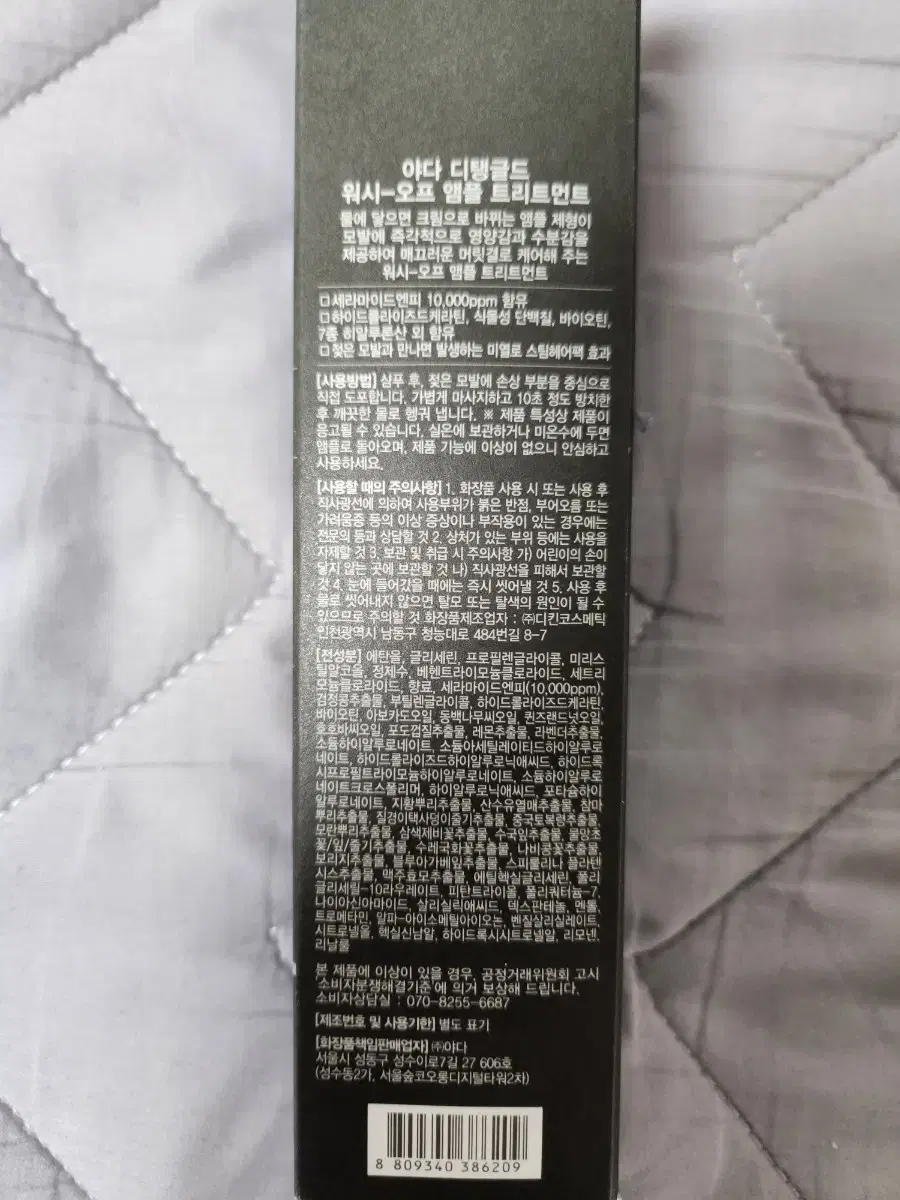 야다 디탱글드
워시-오프 앰플 트리트먼트
물에 닿으면 크림으로 바뀌는 앰플 제형이
모발에 즉각적으로 영양감과 수분감을
제공하여 매끄러운 머릿결로 케어해 주는
워시-오프 앰플 트리트먼트
□ 세라마이드엔피 10,000ppm 함유
□ 하이드롤라이즈드케라틴, 식물성 단백질, 바이오틴,
7종 히알루론산 외 함유
□ 젖은 모발과 만나면 발생하는 미열로 스팀헤어팩 효과
[사용방법] 샴푸 후, 젖은 모발에 손상 부분을 중심으로
직접 도포합니다. 가볍게 마사지하고 10초 정도 방치한
후 깨끗한 물로 헹궈 냅니다. ※ 제품 특성상 제품이
응고될 수 있습니다. 실온에 보관하거나 미온수에 두면
앰플로 돌아오며, 제품 기능에 이상이 없으니 안심하고
사용하세요.
[사용할 때의 주의사항] 1. 화장품 사용 시 또는 사용 후
직사광선에 의하여 사용부위가 붉은 반점, 부어오름 또는
가려움증 등의 이상 증상이나 부작용이 있는 경우에는
전문의 등과 상담할 것 2. 상처가 있는 부위 등에는 사용을
자제할 것 3. 보관 및 취급 시 주의사항 가) 어린이의 손이
닿지 않는 곳에 보관할 것 나) 직사광선을 피해서 보관할
것 4. 눈에 들어갔을 때에는 즉시 씻어낼 것 5. 사용 후
물로 씻어내지 않으면 탈모 또는 탈색의 원인이 될 수
있으므로 주의할 것 화장품제조업자 : ㈜디킨코스메틱
인천광역시 남동구 청능대로 484번길 8-7
[전성분] 에탄올, 글리세린, 프로필렌글라이콜, 미리스
틸알코올, 정제수, 베헨트라이모늄클로라이드, 세트리
모늄클로라이드, 향료, 세라마이드엔피(10,000ppm),
검정콩추출물, 부틸렌글라이콜, 하이드롤라이즈드케라틴,
바이오틴, 아보카도오일, 동백나무씨오일, 퀸즈랜드넛오일,
호호바씨오일, 포도껍질추출물, 레몬추출물, 라벤더추출물,
소듐하이알루로네이트, 소듐아세틸레이티드하이알루로
네이트, 하이드롤라이즈드하이알루로닉애씨드, 하이드록
시프로필트라이모늄하이알루로네이트, 소듐하이알루로
네이트크로스폴리머, 하이알루로닉애씨드, 포타슘하이
알루로네이트, 지황뿌리추출물, 산수유열매추출물, 참마
뿌리추출물, 질경이택사덩이줄기추출물, 중국토복령추출물,
모란뿌리추출물, 삼색제비꽃추출물, 수국잎추출물, 물망초
꽃/잎/줄기추출물, 수레국화꽃추출물, 나비콩꽃추출물,
보리지추출물, 블루아가베잎추출물, 스피룰리나 플라텐
시스추출물, 맥주효모추출물, 에틸헥실글리세린, 폴리
글리세릴-10라우레이트, 피탄트라이올, 폴리쿼터늄-7,
나이아신아마이드, 살리실릭애씨드, 덱스판테놀, 멘톨,
트로메타민, 알파-아이소메틸아이오논, 벤질살리실레이트,
시트로넬올, 헥실신남알, 하이드록시시트로넬알, 리모넨,
리날룰
본 제품에 이상이 있을 경우, 공정거래위원회 고시
'소비자분쟁해결기준'에 의거 보상해 드립니다.
소비자상담실 : 070-8255-6687
[제조번호 및 사용기한] 별도 표기
[화장품책임판매업자] ㈜야다
서울시 성동구 성수이로7길 27 606호
(성수동2가, 서울숲코오롱디지털타워2차)
8 809340 386209